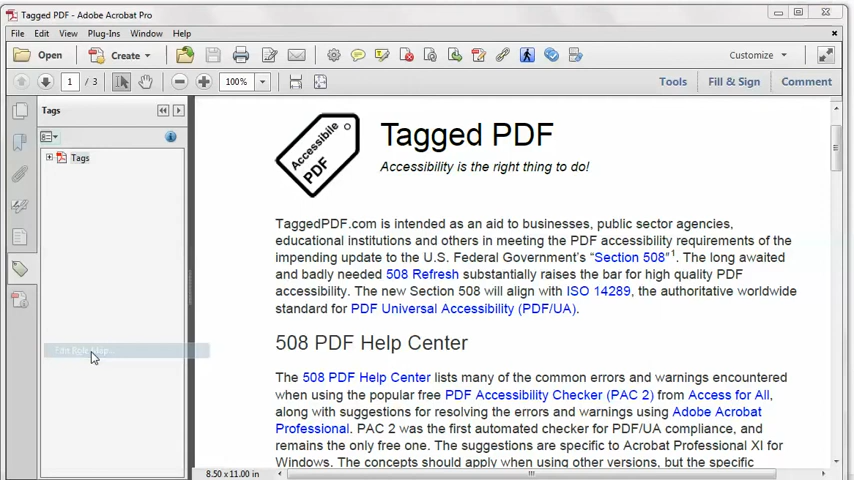 Tagged PDF - Adobe Acrobat Pro
File Edit View Plug-Ins Window Help
Open Create Customize
1 / 3 100% Tools Fill & Sign Comment
Tags
Tags
Accessibile PDF
Tagged PDF
Accessibility is the right thing to do!
TaggedPDF.com is intended as an aid to businesses, public sector agencies,
educational institutions and others in meeting the PDF accessibility requirements of the
impending update to the U.S. Federal Government's “Section 508”1. The long awaited
and badly needed 508 Refresh substantially raises the bar for high quality PDF
accessibility. The new Section 508 will align with ISO 14289, the authoritative worldwide
standard for PDF Universal Accessibility (PDF/UA).
Edit Role Map...
508 PDF Help Center
The 508 PDF Help Center lists many of the common errors and warnings encountered
when using the popular free PDF Accessibility Checker (PAC 2) from Access for All,
along with suggestions for resolving the errors and warnings using Adobe Acrobat
Professional. PAC 2 was the first automated checker for PDF/UA compliance, and
remains the only free one. The suggestions are specific to Acrobat Professional XI for
Windows. The concepts should apply when using other versions, but the specific
8.50 x 11.00 in